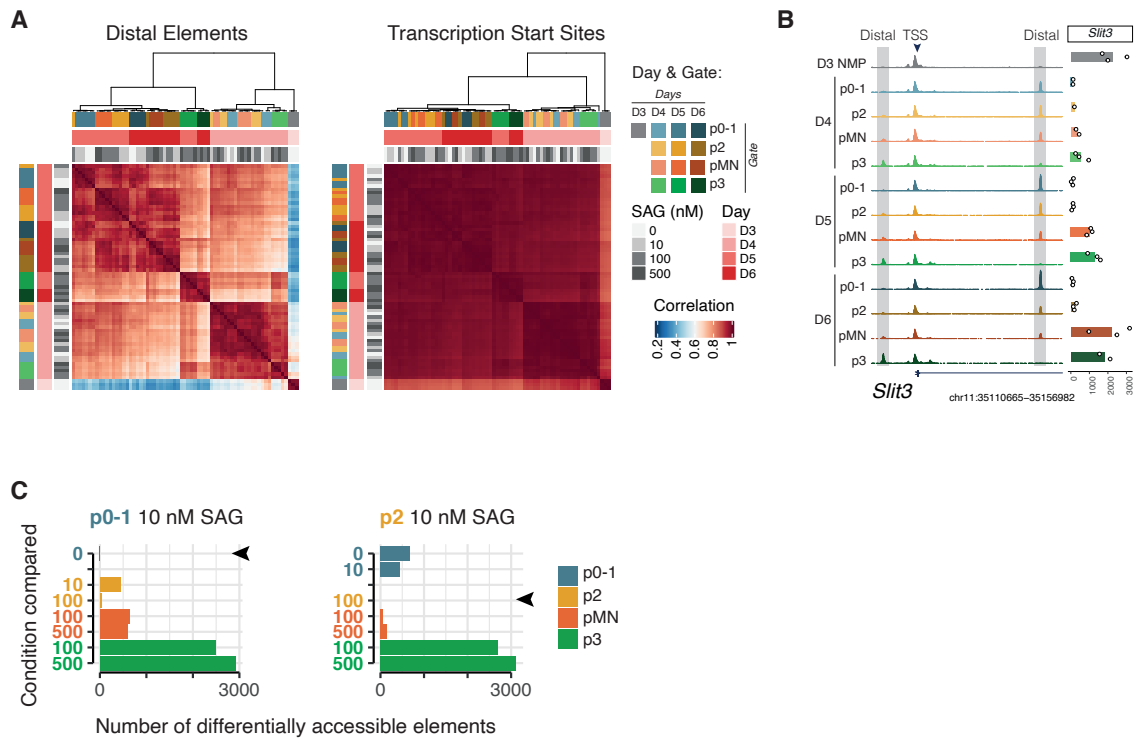 A
Distal Elements
Transcription Start Sites
Day & Gate:
Days
D3 D4 D5 D6
p0-1
p2
pMN
p3
Gate
SAG (nM)
0
10
100
500
Day
D3
D4
D5
D6
Correlation
0.2
0.4
0.6
0.8
1
B
Distal TSS Distal
Slit3
D3 NMP
D4
p0-1
p2
pMN
p3
D5
p0-1
p2
pMN
p3
D6
p0-1
p2
pMN
p3
Slit3
chr11:35110665−35156982
0
1000
2000
3000
C
Condition compared
p0-1 10 nM SAG
0
10
100
100
500
100
500
0
3000
p2 10 nM SAG
0
10
100
100
500
100
500
0
3000
p0-1
p2
pMN
p3
Number of differentially accessible elements